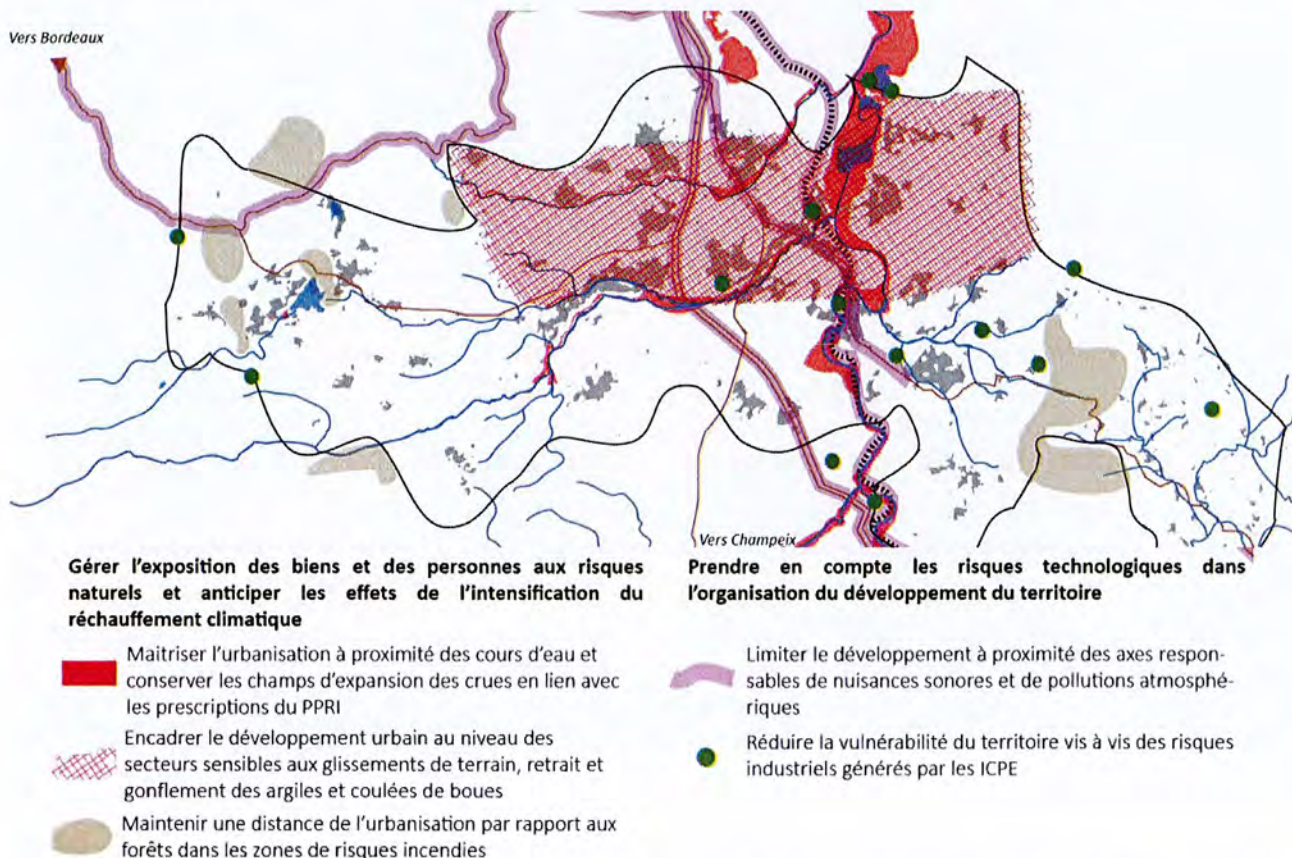 Vers Bordeaux
Vers Champeix
Gérer l'exposition des biens et des personnes aux risques
naturels et anticiper les effets de l'intensification du
réchauffement climatique
Maitriser l'urbanisation à proximité des cours d'eau et
conserver les champs d'expansion des crues en lien avec
les prescriptions du PPRI
Encadrer le développement urbain au niveau des
secteurs sensibles aux glissements de terrain, retrait et
gonflement des argiles et coulées de boues
Maintenir une distance de l'urbanisation par rapport aux
forêts dans les zones de risques incendies
Prendre en compte les risques technologiques dans
l'organisation du développement du territoire
Limiter le développement à proximité des axes respon-
sables de nuisances sonores et de pollutions atmosphé-
riques
Réduire la vulnérabilité du territoire vis à vis des risques
industriels générés par les ICPE